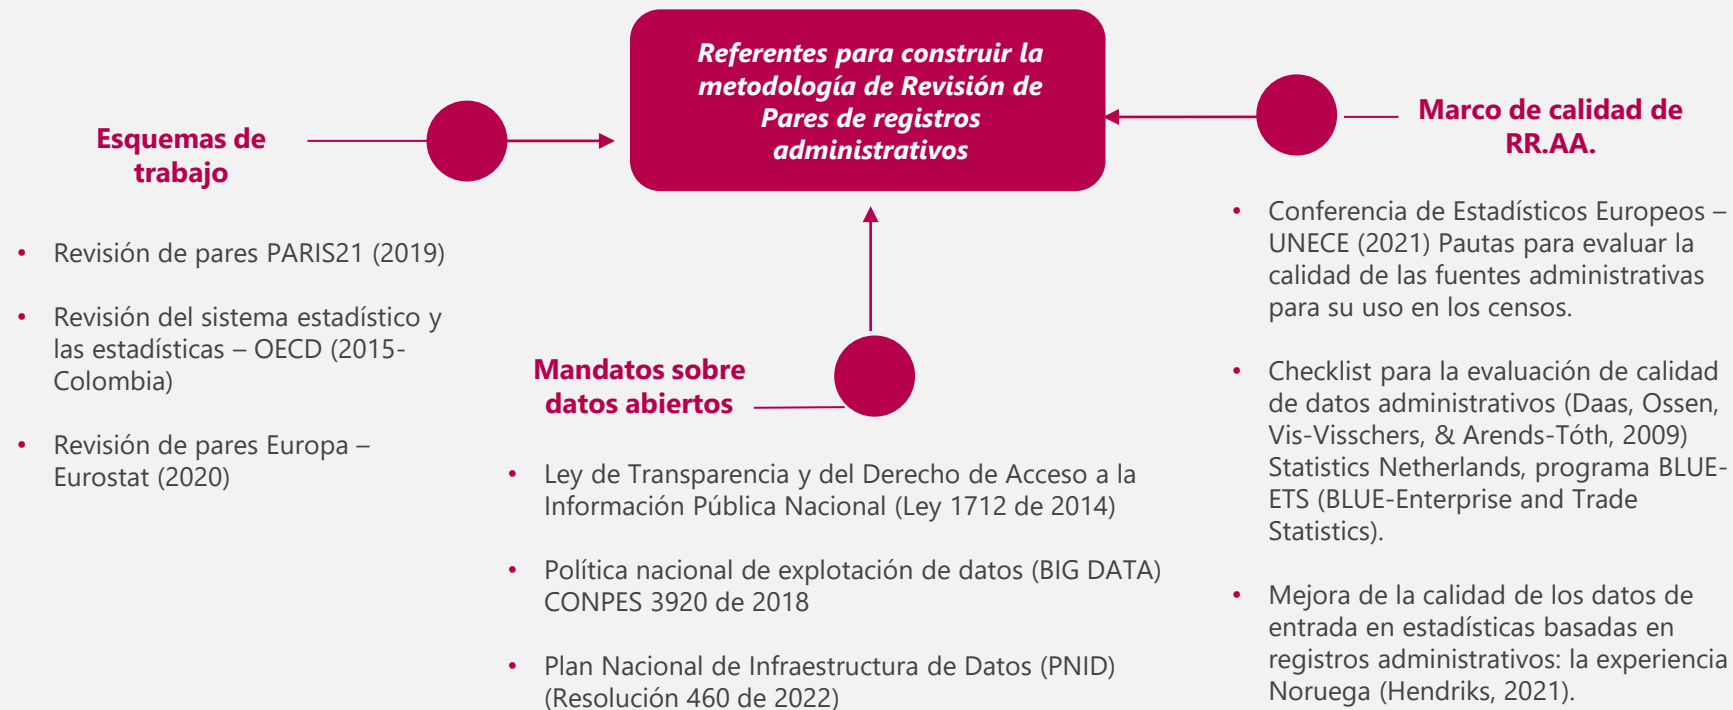 Referentes para construir la
metodología de Revisión de
Pares de registros
administrativos
Esquemas de
trabajo
• Revisión de pares PARIS21 (2019)
• Revisión del sistema estadístico y
las estadísticas – OECD (2015-
Colombia)
• Revisión de pares Europa –
Eurostat (2020)
Mandatos sobre
datos abiertos
• Ley de Transparencia y del Derecho de Acceso a la
Información Pública Nacional (Ley 1712 de 2014)
• Política nacional de explotación de datos (BIG DATA)
CONPES 3920 de 2018
• Plan Nacional de Infraestructura de Datos (PNID)
(Resolución 460 de 2022)
Marco de calidad de
RR.AA.
• Conferencia de Estadísticos Europeos –
UNECE (2021) Pautas para evaluar la
calidad de las fuentes administrativas
para su uso en los censos.
• Checklist para la evaluación de calidad
de datos administrativos (Daas, Ossen,
Vis-Visschers, & Arends-Tóth, 2009)
Statistics Netherlands, programa BLUE-
ETS (BLUE-Enterprise and Trade
Statistics).
• Mejora de la calidad de los datos de
entrada en estadísticas basadas en
registros administrativos: la experiencia
Noruega (Hendriks, 2021).